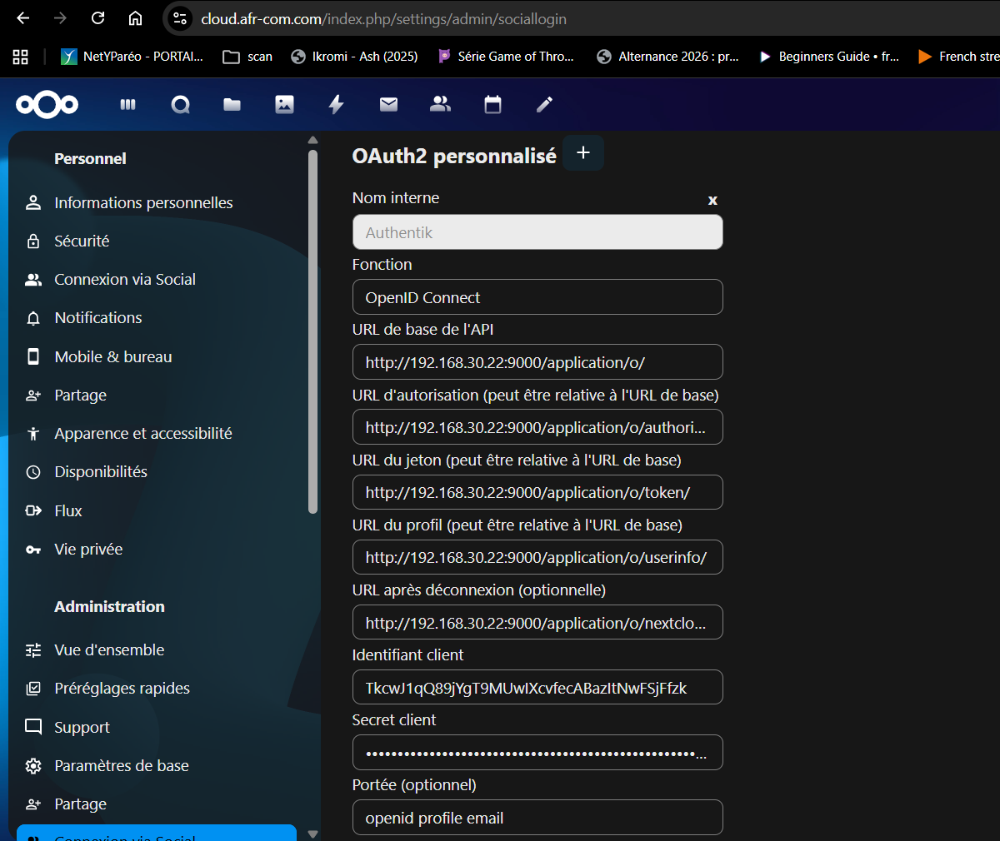 cloud.afr-com.com/index.php/settings/admin/sociallogin
NetYParéo - PORTAI...
scan
Ikromi - Ash (2025)
Série Game of Thro...
Alternance 2026 : pr...
Beginners Guide • fr...
French stre
Personnel
Informations personnelles
Sécurité
Connexion via Social
Notifications
Mobile & bureau
Partage
Apparence et accessibilité
Disponibilités
Flux
Vie privée
Administration
Vue d'ensemble
Préréglages rapides
Support
Paramètres de base
Partage
Connexion via Social
OAuth2 personnalisé +
Nom interne x
Authentik
Fonction
OpenID Connect
URL de base de l'API
http://192.168.30.22:9000/application/o/
URL d'autorisation (peut être relative à l'URL de base)
http://192.168.30.22:9000/application/o/authori...
URL du jeton (peut être relative à l'URL de base)
http://192.168.30.22:9000/application/o/token/
URL du profil (peut être relative à l'URL de base)
http://192.168.30.22:9000/application/o/userinfo/
URL après déconnexion (optionnelle)
http://192.168.30.22:9000/application/o/nextclo...
Identifiant client
TkcwJ1qQ89jYgT9MUwIXcvfecABazItNwFSjFfzk
Secret client
••••••••••••••••••••••••••••••••••••••••••••••••••••...
Portée (optionnel)
openid profile email